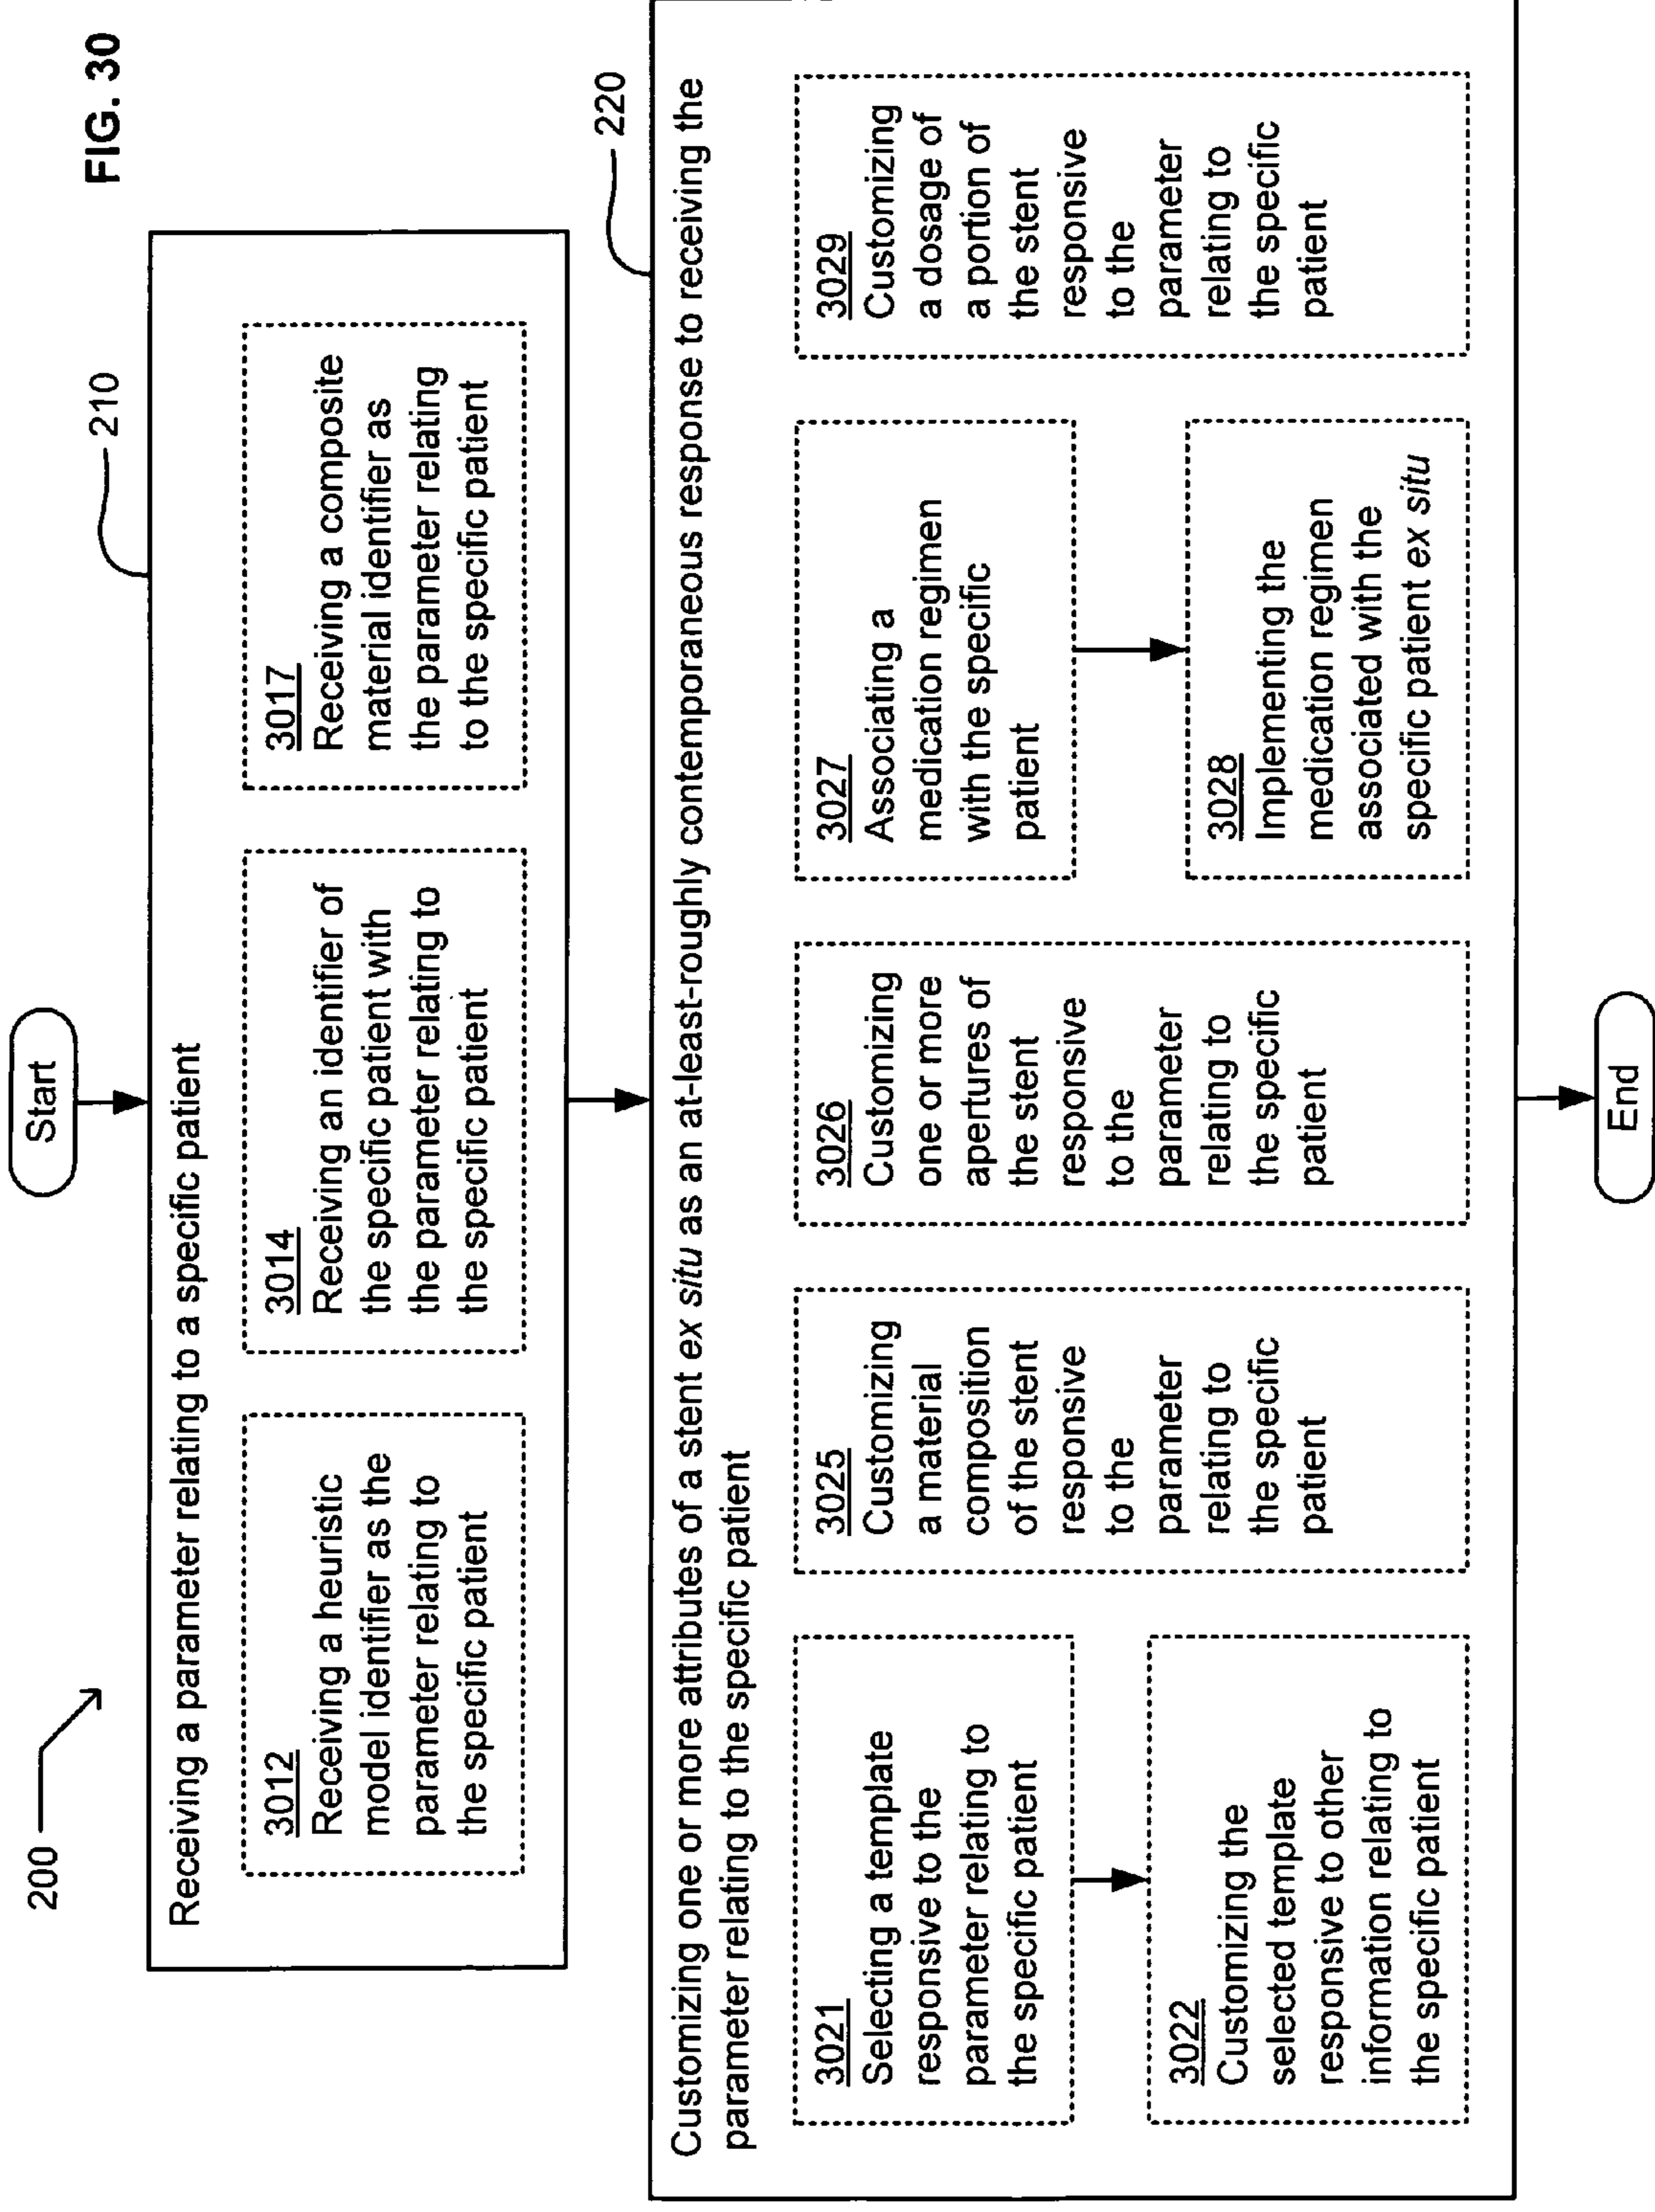 FIG. 30
200
Start
210
Receiving a parameter relating to a specific patient
3012
Receiving a heuristic
model identifier as the
parameter relating to
the specific patient
3014
Receiving an identifier of
the specific patient with
the parameter relating to
the specific patient
3017
Receiving a composite
material identifier as
the parameter relating
to the specific patient
220
Customizing one or more attributes of a stent ex situ as an at-least-roughly contemporaneous response to receiving the
parameter relating to the specific patient
3021
Selecting a template
responsive to the
parameter relating to
the specific patient
3022
Customizing the
selected template
responsive to other
information relating to
the specific patient
3025
Customizing
a material
composition
of the stent
responsive
to the
parameter
relating to
the specific
patient
3026
Customizing
one or more
apertures of
the stent
responsive
to the
parameter
relating to
the specific
patient
3027
Associating a
medication regimen
with the specific
patient
3028
Implementing the
medication regimen
associated with the
specific patient ex situ
3029
Customizing
a dosage of
a portion of
the stent
responsive
to the
parameter
relating to
the specific
patient
End